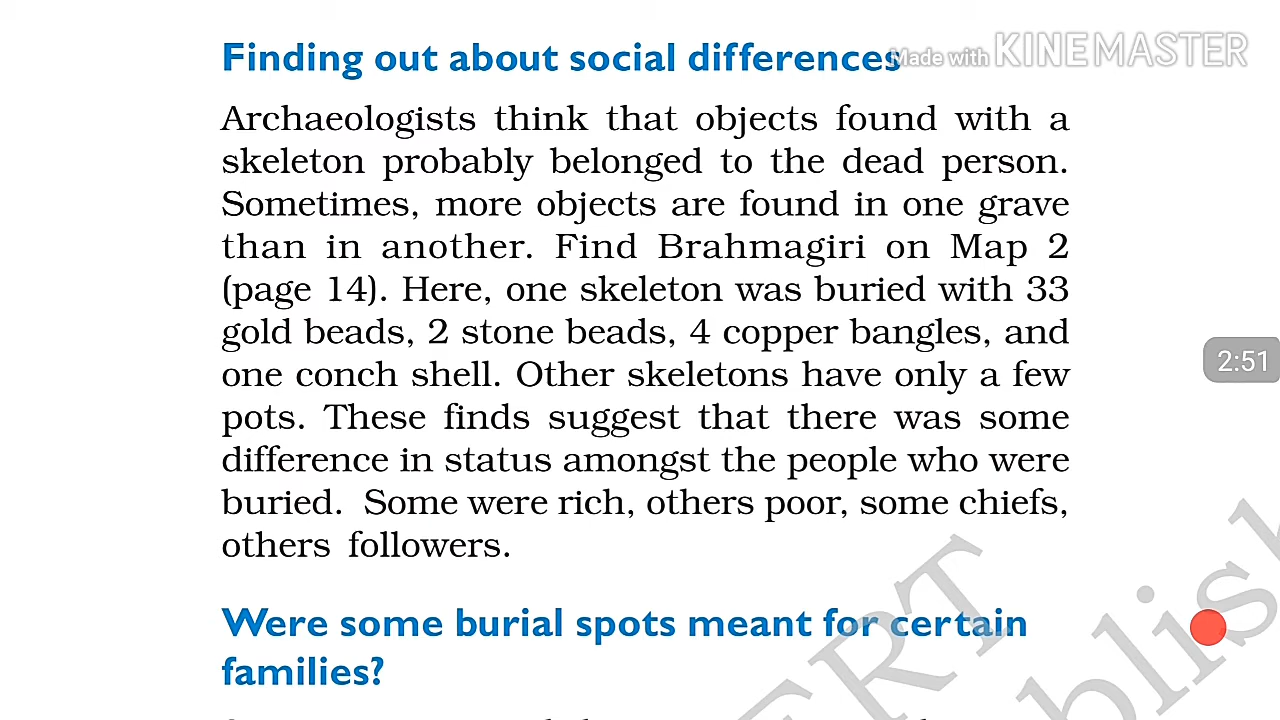 Finding out about social differences
Made with KINEMASTER
Archaeologists think that objects found with a
skeleton probably belonged to the dead person.
Sometimes, more objects are found in one grave
than in another. Find Brahmagiri on Map 2
(page 14). Here, one skeleton was buried with 33
gold beads, 2 stone beads, 4 copper bangles, and
one conch shell. Other skeletons have only a few
2:51
pots. These finds suggest that there was some
difference in status amongst the people who were
buried. Some were rich, others poor, some chiefs,
others followers.
Were some burial spots meant for certain
families?